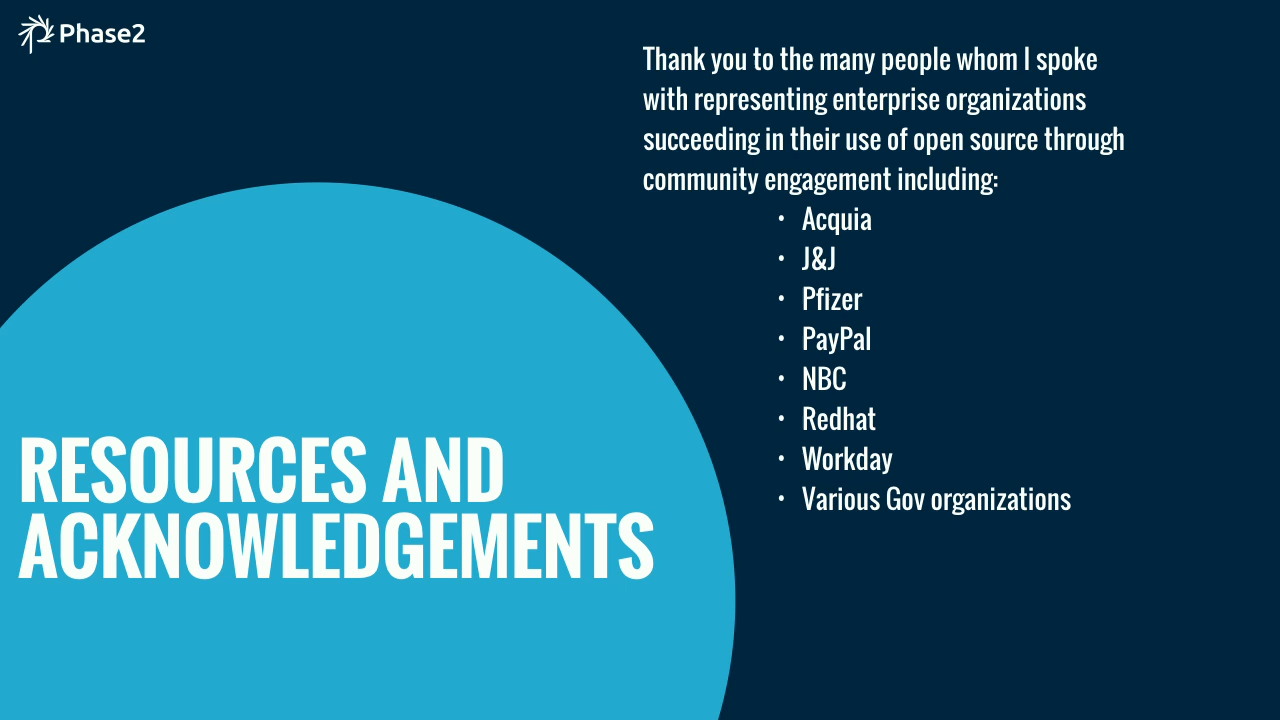 Phase2
Thank you to the many people whom I spoke
with representing enterprise organizations
succeeding in their use of open source through
community engagement including:
• Acquia
• J&J
• Pfizer
• PayPal
• NBC
• Redhat
• Workday
• Various Gov organizations
RESOURCES AND
ACKNOWLEDGEMENTS